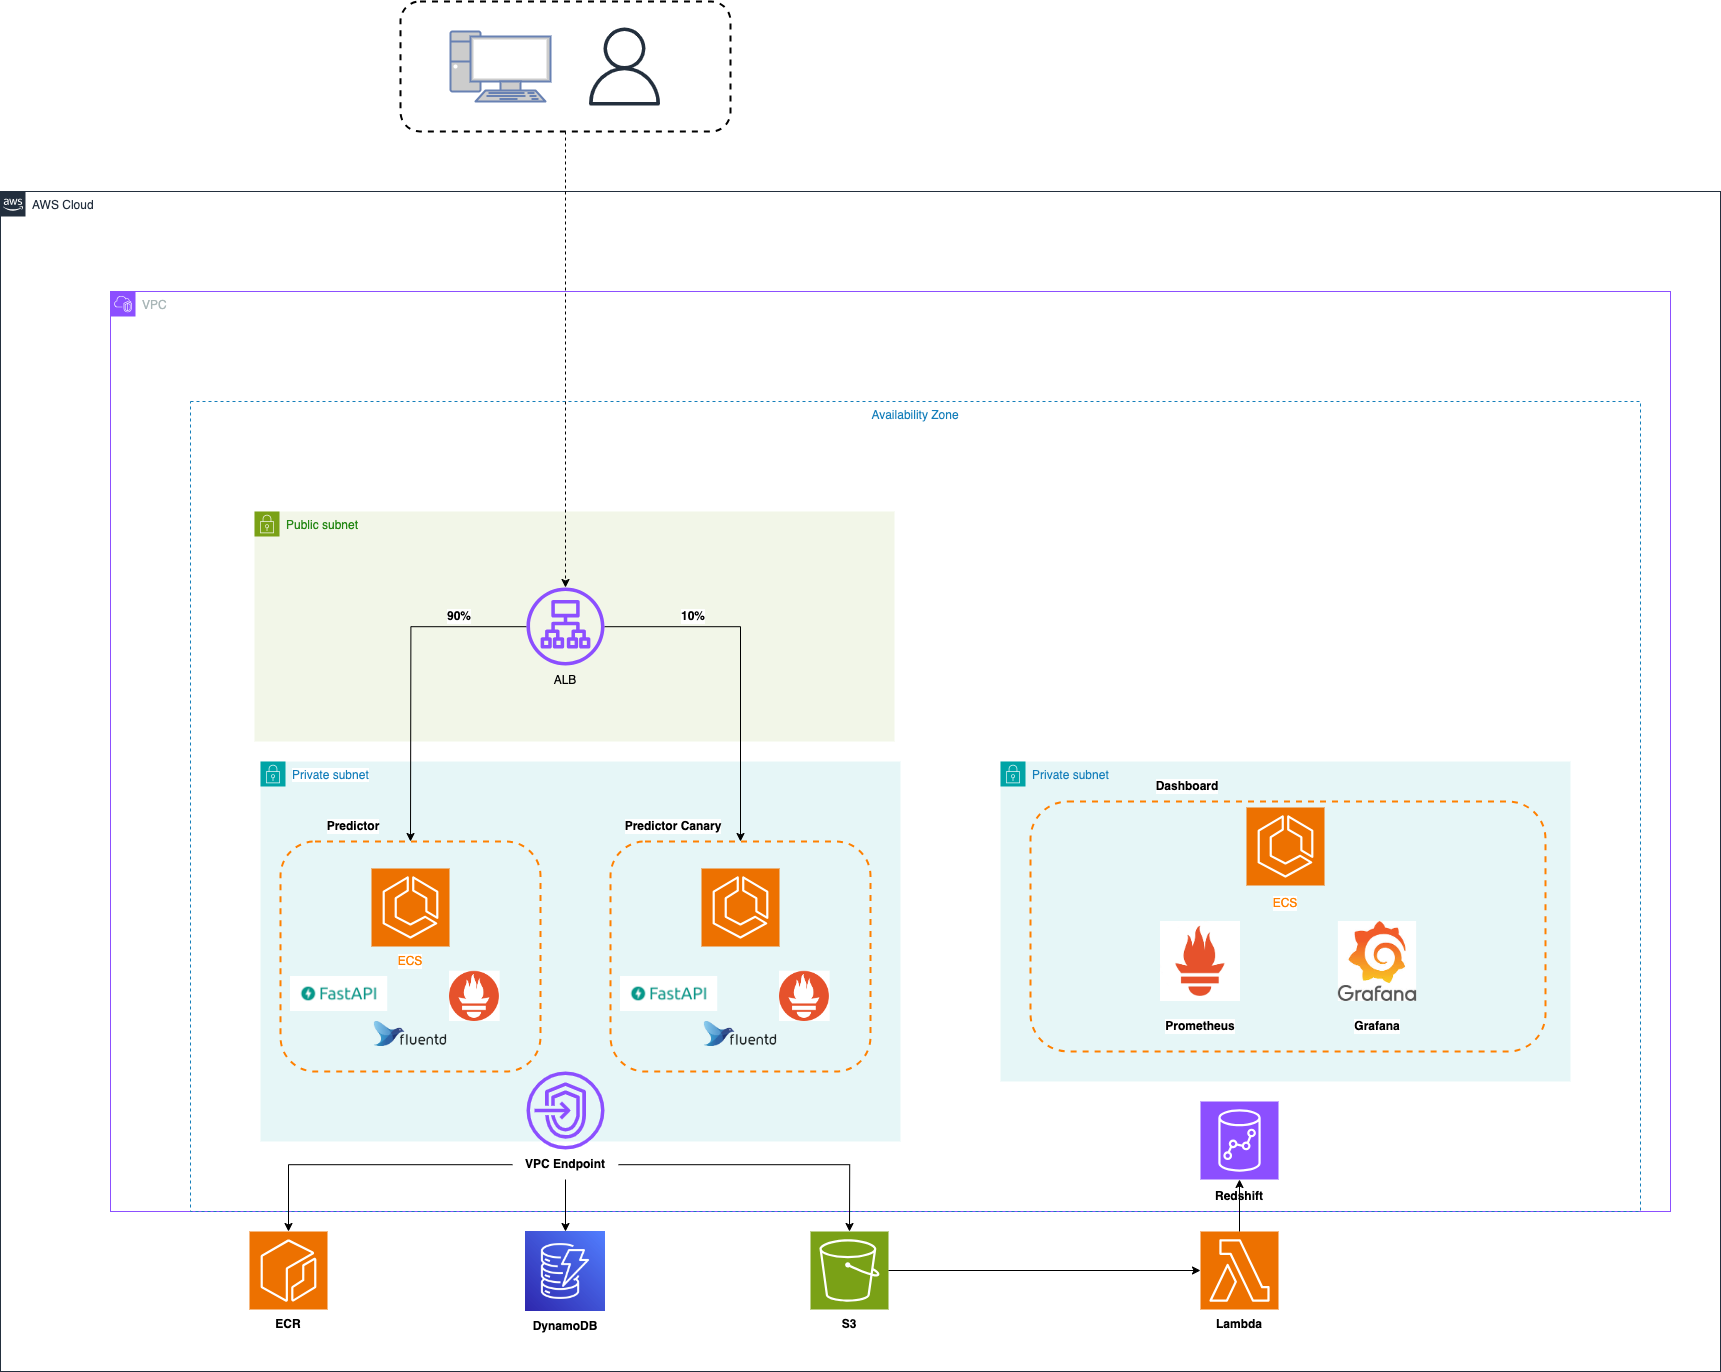 aws
AWS Cloud
VPC
Availability Zone
Public subnet
90%
10%
ALB
Private subnet
Private subnet
Dashboard
Predictor
Predictor Canary
ECS
ECS
FastAPI
FastAPI
fluentd
fluentd
Grafana
Prometheus
Grafana
VPC Endpoint
Redshift
ECR
DynamoDB
S3
Lambda